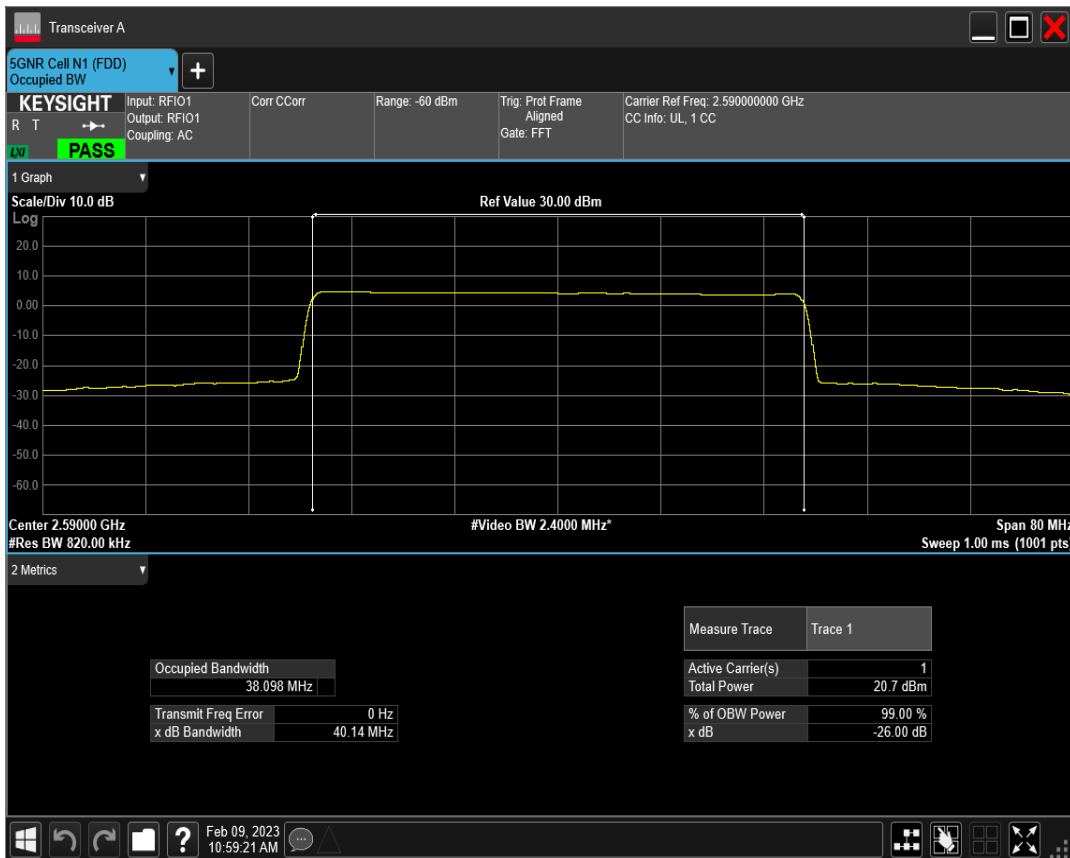 Transceiver A
5GNR Cell N1 (FDD)
Occupied BW
+
KEYSIGHT
R T
LXI
PASS
Input: RFIO1
Output: RFIO1
Coupling: AC
Corr CCorr
Range: -60 dBm
Trig: Prot Frame
Aligned
Gate: FFT
Carrier Ref Freq: 2.590000000 GHz
CC Info: UL, 1 CC
1 Graph
Scale/Div 10.0 dB
Ref Value 30.00 dBm
Log
20.0
10.0
0.00
-10.0
-20.0
-30.0
-40.0
-50.0
-60.0
Center 2.59000 GHz
#Video BW 2.4000 MHz*
Span 80 MHz
#Res BW 820.00 kHz
Sweep 1.00 ms (1001 pts)
2 Metrics
Measure Trace Trace 1
Occupied Bandwidth
38.098 MHz
Active Carrier(s) 1
Total Power 20.7 dBm
Transmit Freq Error 0 Hz
x dB Bandwidth 40.14 MHz
% of OBW Power 99.00 %
x dB -26.00 dB
?
Feb 09, 2023
10:59:21 AM